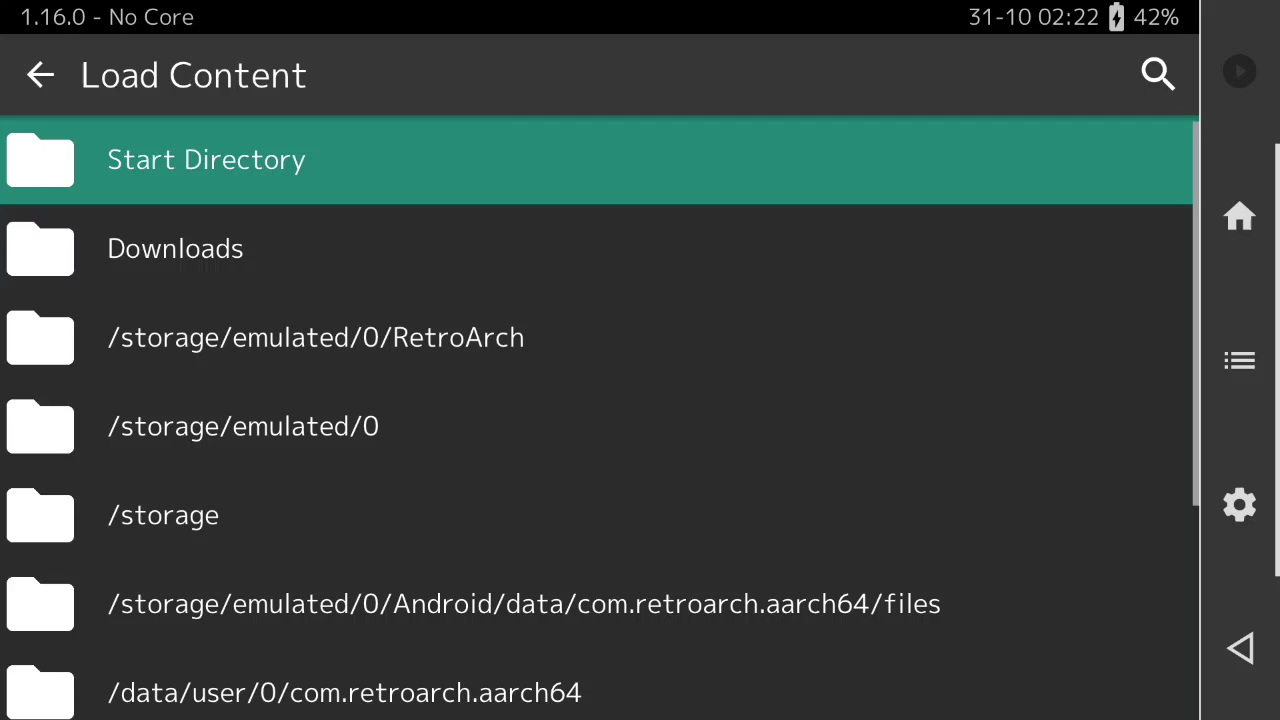 1.16.0 - No Core
31-10 02:22 42%
Load Content
Start Directory
Downloads
/storage/emulated/0/RetroArch
/storage/emulated/0
/storage
/storage/emulated/0/Android/data/com.retroarch.aarch64/files
/data/user/0/com.retroarch.aarch64